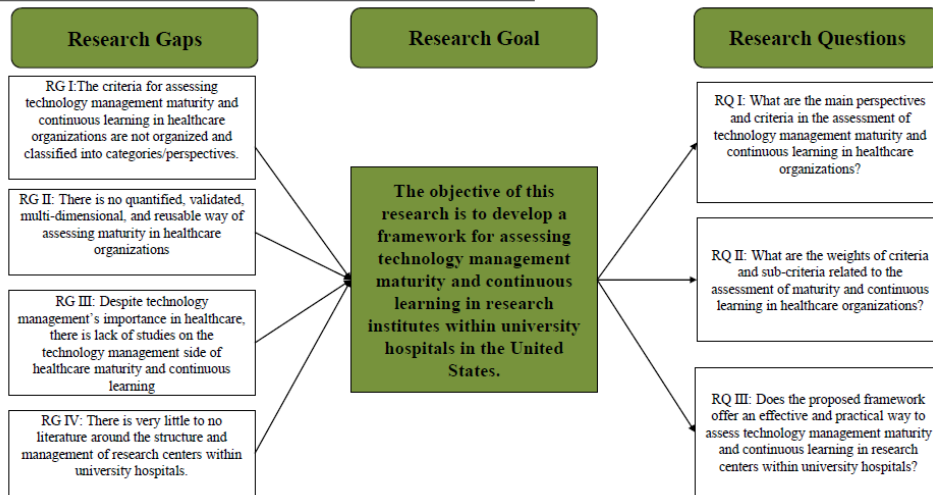 Research Gaps
RG I:The criteria for assessing
technology management maturity and
continuous learning in healthcare
organizations are not organized and
classified into categories/perspectives.
RG II: There is no quantified, validated,
multi-dimensional, and reusable way of
assessing maturity in healthcare
organizations
RG III: Despite technology
management's importance in healthcare,
there is lack of studies on the
technology management side of
healthcare maturity and continuous
learning
RG IV: There is very little to no
literature around the structure and
management of research centers within
university hospitals.
Research Goal
The objective of this
research is to develop a
framework for assessing
technology management
maturity and continuous
learning in research
institutes within university
hospitals in the United
States.
Research Questions
RQ I: What are the main perspectives
and criteria in the assessment of
technology management maturity and
continuous learning in healthcare
organizations?
RQ II: What are the weights of criteria
and sub-criteria related to the
assessment of maturity and continuous
learning in healthcare organizations?
RQ III: Does the proposed framework
offer an effective and practical way to
assess technology management maturity
and continuous learning in research
centers within university hospitals?